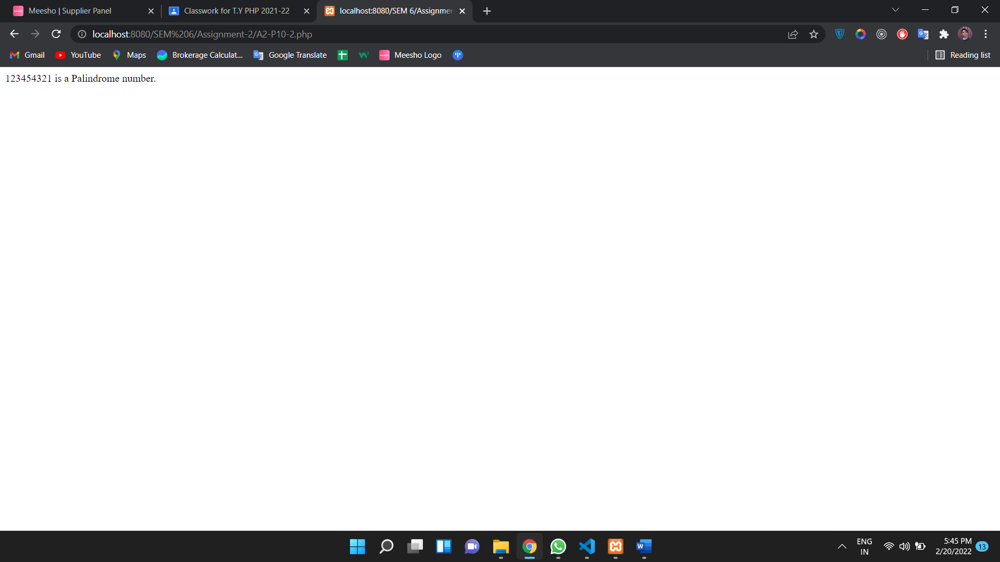 Meesho | Supplier Panel
Classwork for T.Y PHP 2021-22
localhost:8080/SEM 6/Assignmen
localhost:8080/SEM%206/Assignment-2/A2-P10-2.php
Gmail
YouTube
Maps
Brokerage Calculat...
Google Translate
Meesho Logo
Reading list
123454321 is a Palindrome number.
ENG
IN
5:45 PM
2/20/2022
13